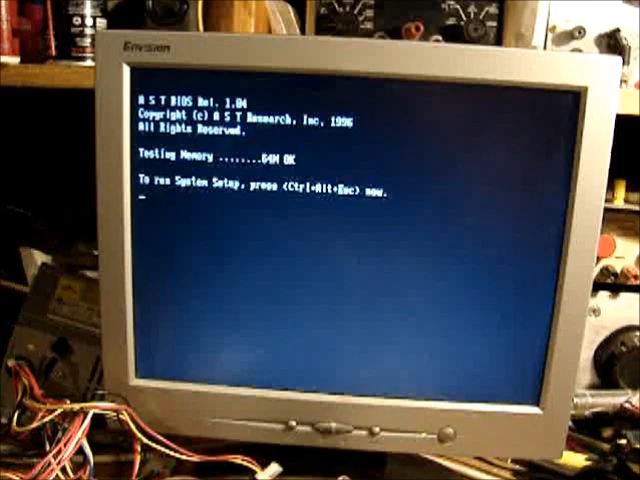 Envision
A S T BIOS Rel. 1.04
Copyright (c) A S T Research, Inc. 1996
All Rights Reserved.
Testing Memory ........64M OK
To run System Setup, press <Ctrl+Alt+Esc> now.